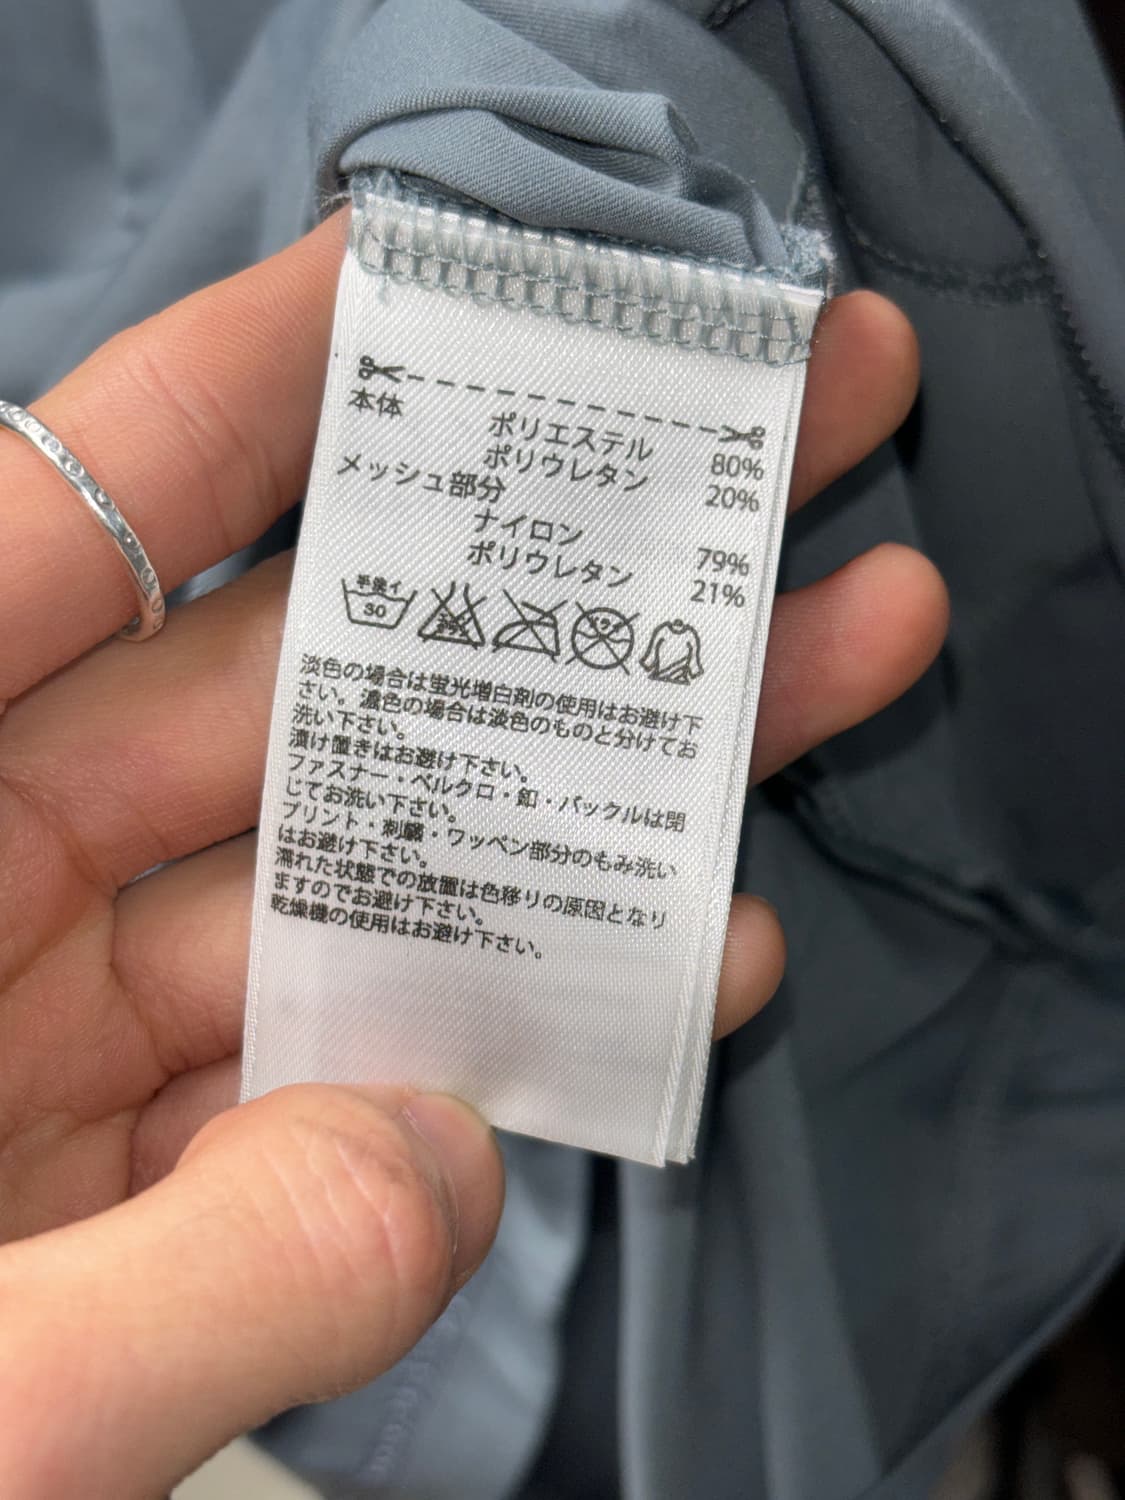 本体
ポリエステル 80%
ポリウレタン 20%
メッシュ部分
ナイロン 79%
ポリウレタン 21%
手洗イ
30
淡色の場合は蛍光増白剤の使用はお避け下
さい。濃色の場合は淡色のものと分けてお
洗い下さい。
漬け置きはお避け下さい。
ファスナー・ベルクロ・釦・バックルは閉
じてお洗い下さい。
プリント・刺繍・ワッペン部分のもみ洗い
はお避け下さい。
濡れた状態での放置は色移りの原因となり
ますのでお避け下さい。
乾燥機の使用はお避け下さい。